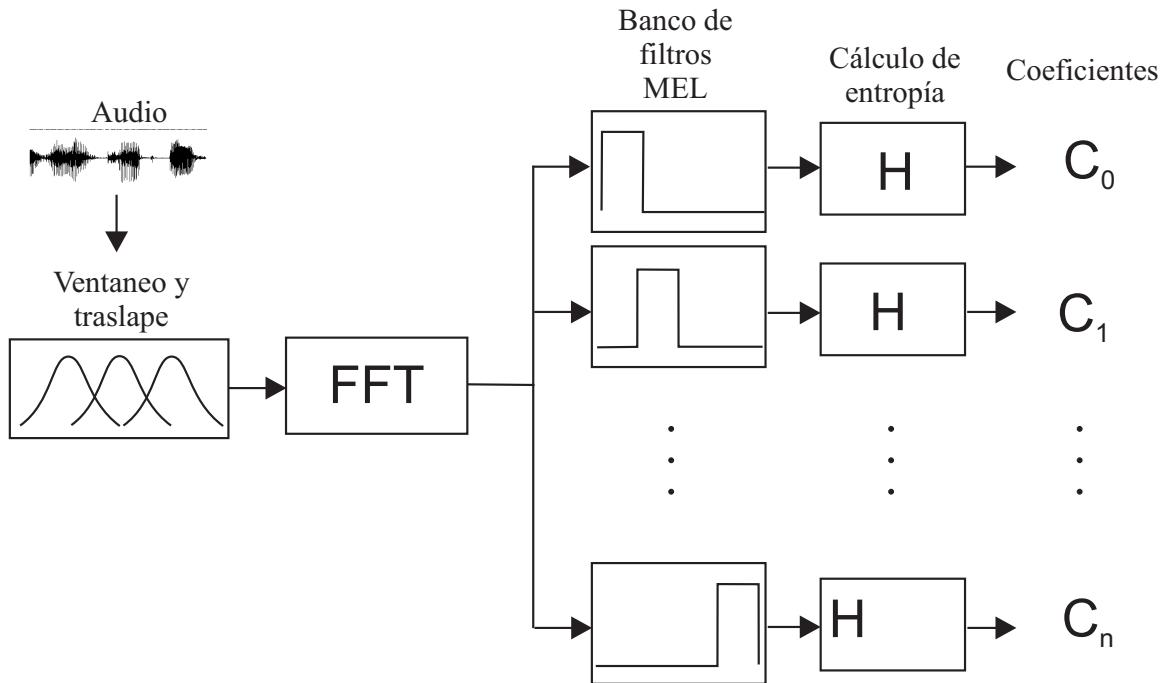 Banco de
filtros
MEL
Cálculo de
entropía
Coeficientes
Audio
Ventaneo y
traslape
FFT
H
C0
H
C1
H
Cn